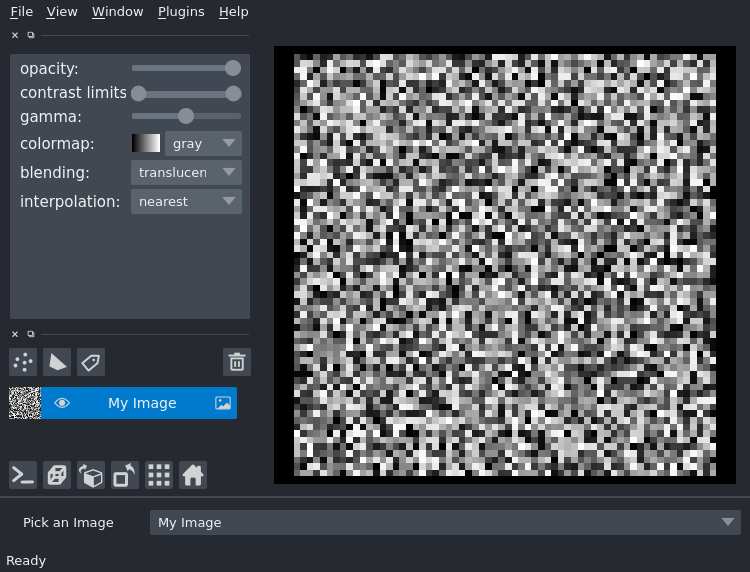 File View Window Plugins Help
opacity:
contrast limits
gamma:
colormap: gray
blending: translucen
interpolation: nearest
My Image
Pick an Image My Image
Ready